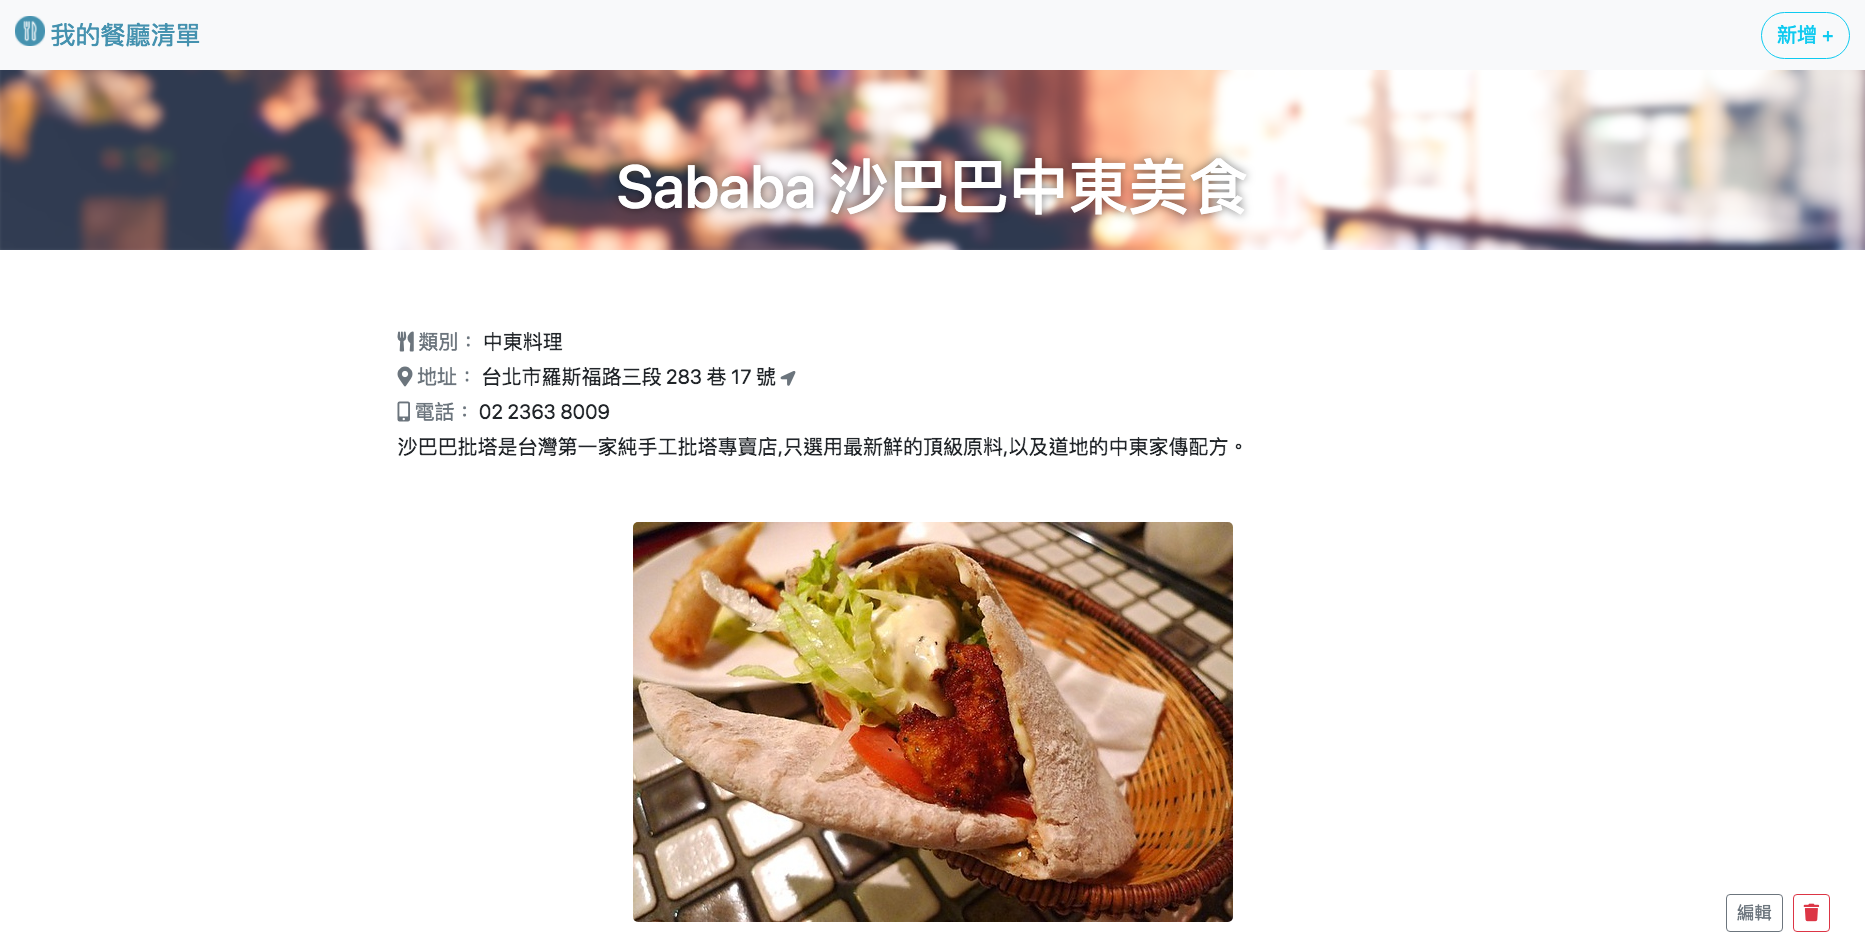 我的餐廳清單
新增 +
Sababa 沙巴巴中東美食
類別： 中東料理
地址： 台北市羅斯福路三段 283 巷 17 號
電話： 02 2363 8009
沙巴巴批塔是台灣第一家純手工批塔專賣店,只選用最新鮮的頂級原料,以及道地的中東家傳配方。
編輯